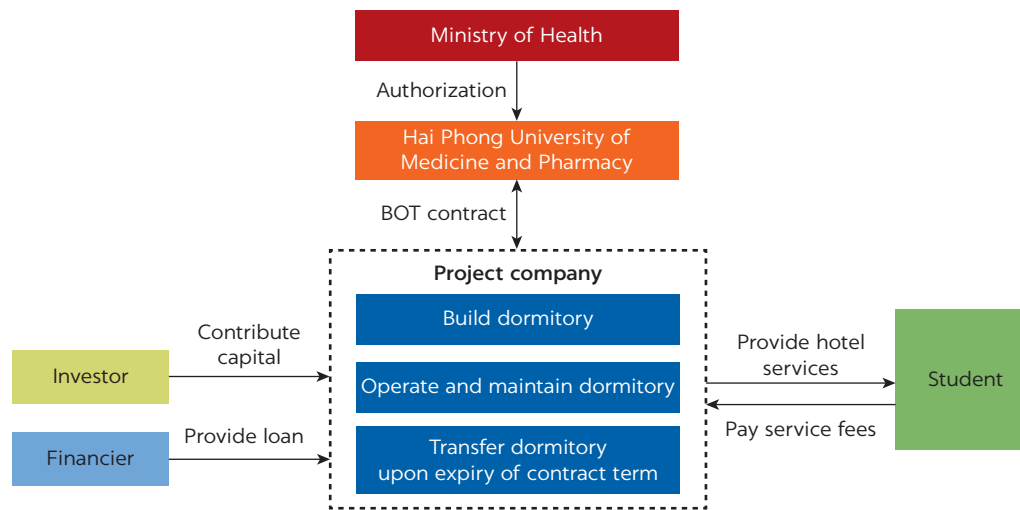 Ministry of Health
Authorization
Hai Phong University of
Medicine and Pharmacy
BOT contract
Project company
Build dormitory
Operate and maintain dormitory
Transfer dormitory
upon expiry of contract term
Contribute
capital
Investor
Provide loan
Financier
Provide hotel
services
Student
Pay service fees